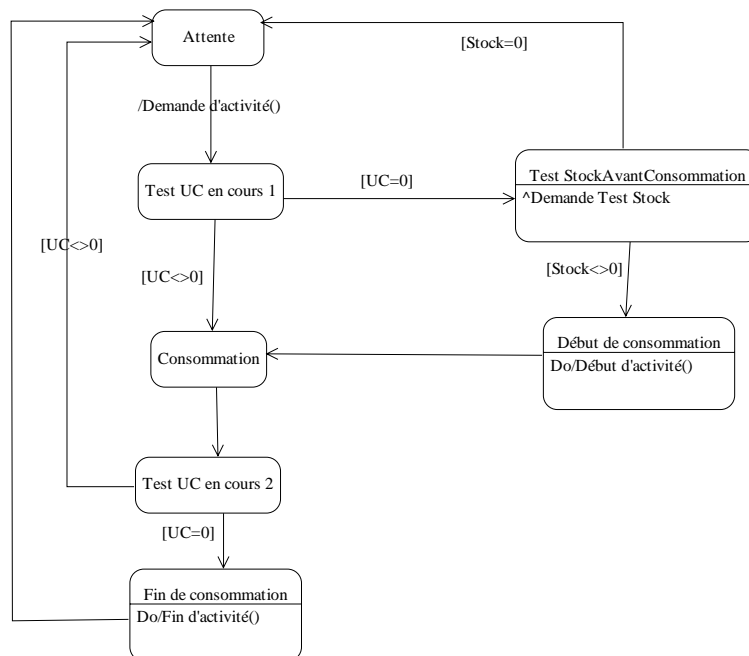 Attente
[Stock=0]
/Demande d'activité()
Test UC en cours 1
[UC=0]
Test StockAvantConsommation
^Demande Test Stock
[UC<>0]
[UC<>0]
[Stock<>0]
Consommation
Début de consommation
Do/Début d'activité()
Test UC en cours 2
[UC=0]
Fin de consommation
Do/Fin d'activité()